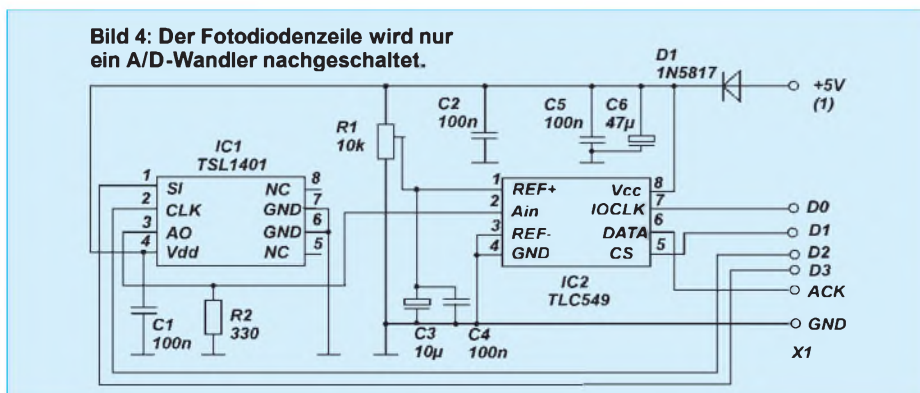 Bild 4: Der Fotodiodenzeile wird nur
ein A/D-Wandler nachgeschaltet.
D1
1N5817
+5V
(1)
C2
100n
C5
100n
C6
47µ
R1
10k
IC1
TSL1401
1
SI
NC
8
2
CLK
GND
7
3
AO
GND
6
4
Vdd
NC
5
1
REF+
Vcc
8
2
Ain
IOCLK
7
3
REF-
DATA
6
4
GND
CS
5
IC2
TLC549
D0
D1
D2
D3
ACK
GND
X1
C1
100n
R2
330
C3
10µ
C4
100n